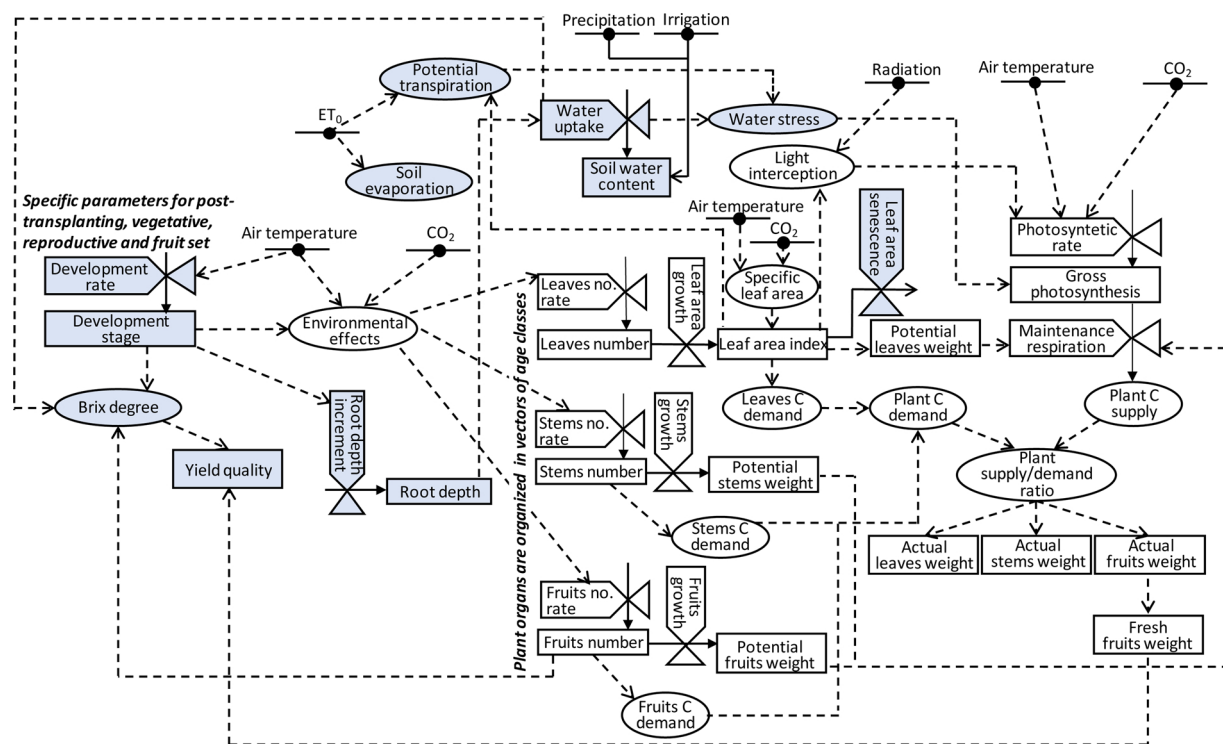 Precipitation
Irrigation
Potential
transpiration
Radiation
Air temperature
CO₂
ET₀
Water
uptake
Water stress
Light
interception
Soil
evaporation
Soil water
content
Leaf area
senescence
Specific parameters for post-
transplanting, vegetative,
reproductive and fruit set
Air temperature
CO₂
Air
temperature
CO₂
Photosyntetic
rate
Development
rate
Leaves no.
rate
Leaf area
growth
Specific
leaf area
Gross
photosynthesis
Development
stage
Environmental
effects
Leaves number
Leaf area index
Potential
leaves weight
Maintenance
respiration
Brix degree
Root depth
increment
Plant organs are organized in vectors of age classes
Stems no.
rate
Stems
growth
Leaves C
demand
Plant C
demand
Plant C
supply
Yield quality
Root depth
Stems number
Potential
stems weight
Plant
supply/demand
ratio
Stems C
demand
Actual
leaves weight
Actual
stems weight
Actual
fruits weight
Fruits no.
rate
Fruits
growth
Fruits number
Potential
fruits weight
Fresh
fruits weight
Fruits C
demand